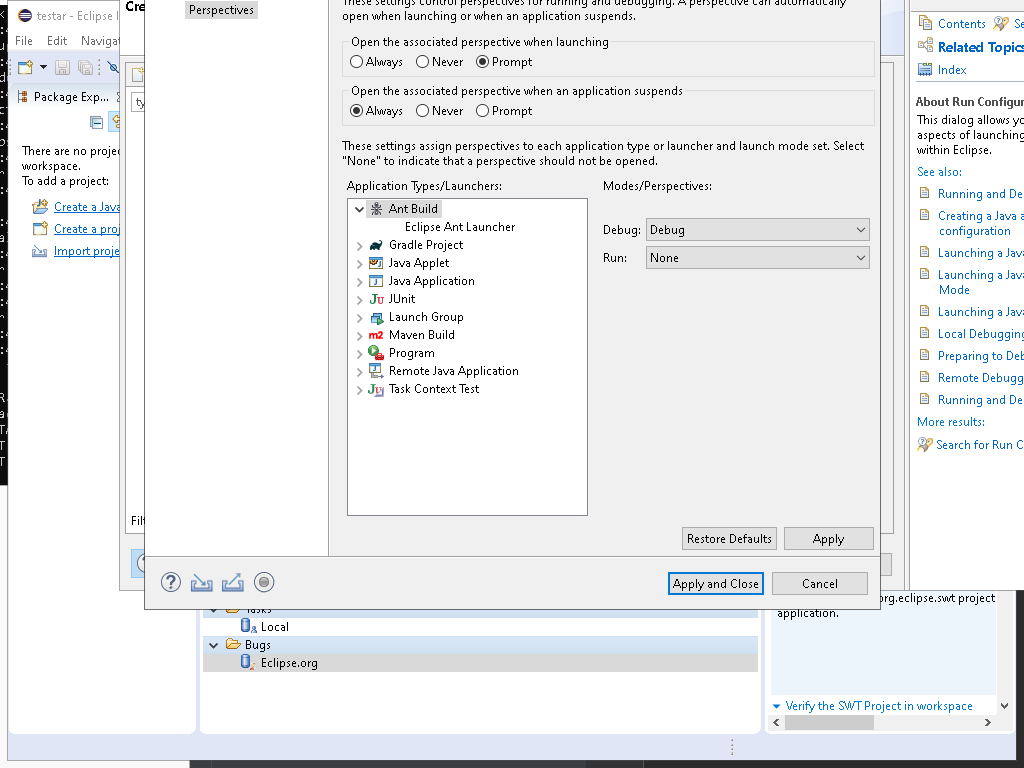 testar - Eclipse
File Edit Navigat
Package Exp...
There are no proje
workspace.
To add a project:
Create a Java
Create a proj
Import proje
Cre
ty
Filt
Perspectives
These settings control perspectives for running and debugging. A perspective can automatically
open when launching or when an application suspends.
Open the associated perspective when launching
Always Never Prompt
Open the associated perspective when an application suspends
Always Never Prompt
These settings assign perspectives to each application type or launcher and launch mode set. Select
"None" to indicate that a perspective should not be opened.
Application Types/Launchers: Modes/Perspectives:
Ant Build
Eclipse Ant Launcher
Gradle Project
Java Applet
Java Application
JUnit
Launch Group
Maven Build
Program
Remote Java Application
Task Context Test
Debug: Debug
Run: None
Restore Defaults Apply
Apply and Close Cancel
Contents Se
Related Topics
Index
About Run Configur
This dialog allows yo
aspects of launching
within Eclipse.
See also:
Running and De
Creating a Java a
configuration
Launching a Java
Launching a Java
Mode
Launching a Java
Local Debugging
Preparing to Deb
Remote Debugg
Running and De
More results:
Search for Run C
Tasks
Local
Bugs
Eclipse.org
org.eclipse.swt project
application.
Verify the SWT Project in workspace